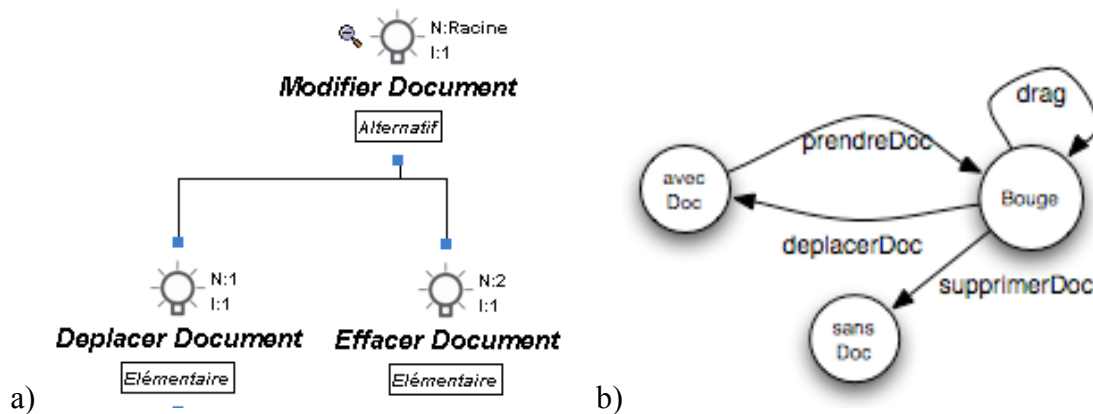 N:Racine
I:1
Modifier Document
Alternatif
N:1
I:1
Deplacer Document
Elémentaire
N:2
I:1
Effacer Document
Elémentaire
a)
drag
prendreDoc
avec
Doc
Bouge
deplacerDoc
supprimerDoc
sans
Doc
b)